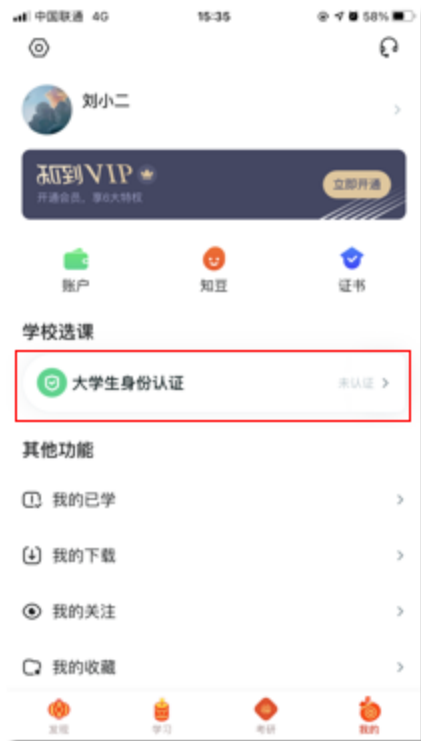 中国联通 4G 15:35 58%
刘小二
知到VIP
开通会员，享6大特权
立即开通
账户 知豆 证书
学校选课
大学生身份认证 未认证
其他功能
我的已学
我的下载
我的关注
我的收藏
发现 学习 考研 我的